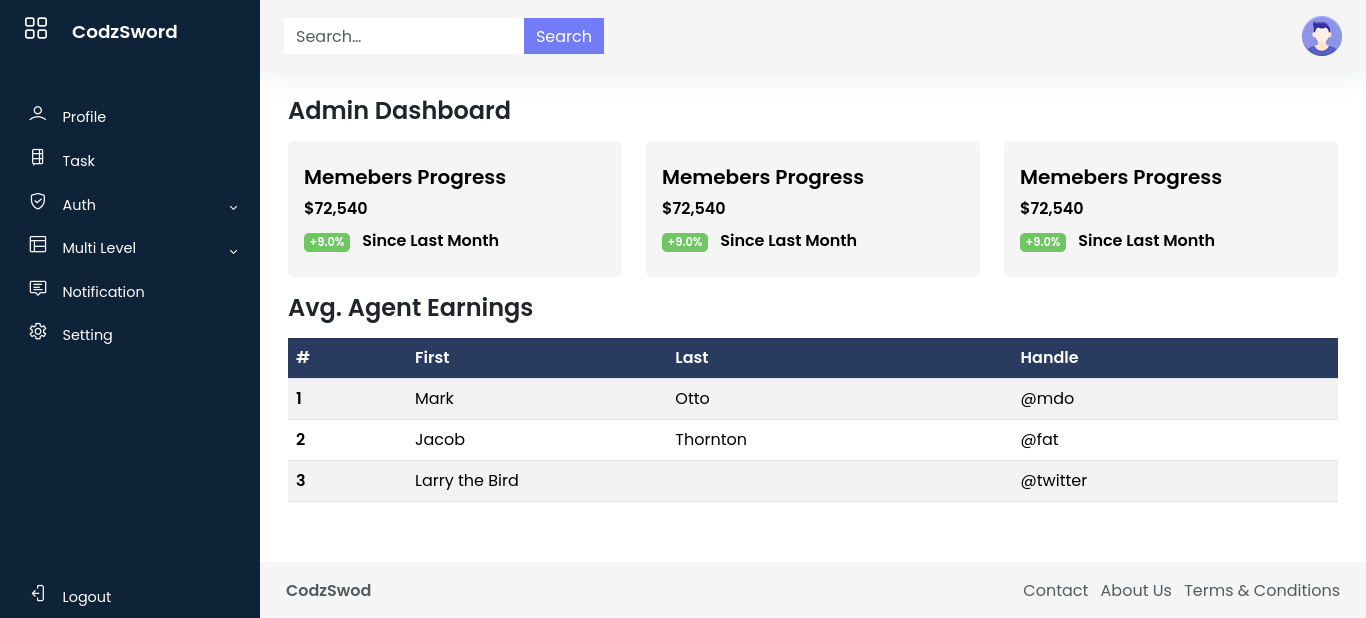 CodzSword
Profile
Task
Auth
Multi Level
Notification
Setting
Logout
Search...
Search
Admin Dashboard
Memebers Progress
$72,540
+9.0% Since Last Month
Memebers Progress
$72,540
+9.0% Since Last Month
Memebers Progress
$72,540
+9.0% Since Last Month
Avg. Agent Earnings
# First Last Handle
1 Mark Otto @mdo
2 Jacob Thornton @fat
3 Larry the Bird @twitter
CodzSwod
Contact About Us Terms & Conditions